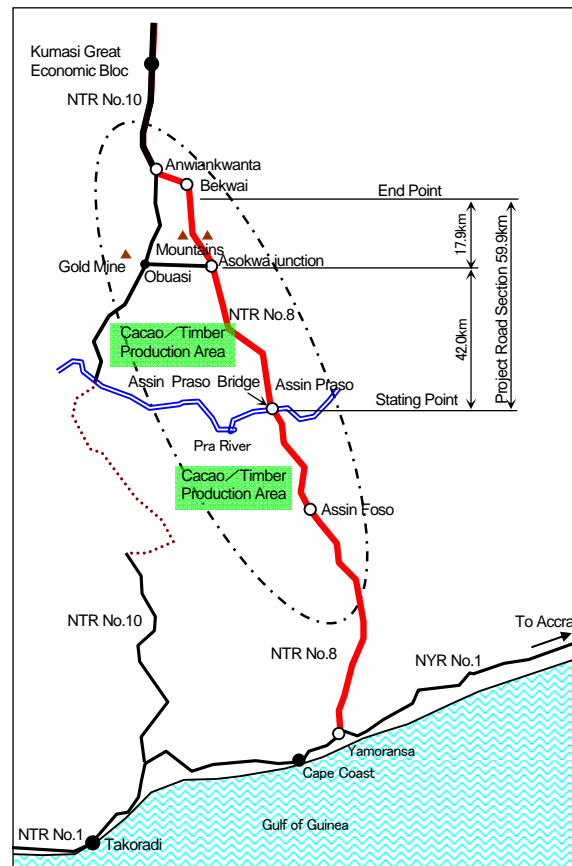 Kumasi Great
Economic Bloc
NTR No.10
Anwiankwanta
Bekwai
End Point
17.9km
Project Road Section 59.9km
Mountains
Gold Mine
Asokwa junction
Obuasi
NTR No.8
42.0km
Cacao／Timber
Production Area
Assin Praso Bridge
Assin Praso
Stating Point
Pra River
Cacao／Timber
Production Area
Assin Foso
NTR No.10
To Accra
NTR No.8
NYR No.1
Yamoransa
Cape Coast
Gulf of Guinea
NTR No.1
Takoradi